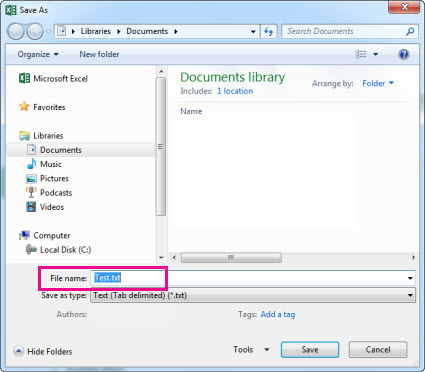 Save As
Libraries ▸ Documents ▸
Search Documents
Organize New folder
Microsoft Excel
Favorites
Libraries
Documents
Music
Pictures
Podcasts
Videos
Computer
Local Disk (C:)
Documents library
Includes: 1 location
Arrange by: Folder
Name
File name: Test.txt
Save as type: Text (Tab delimited) (*.txt)
Authors:
Tags: Add a tag
Hide Folders
Tools
Save
Cancel